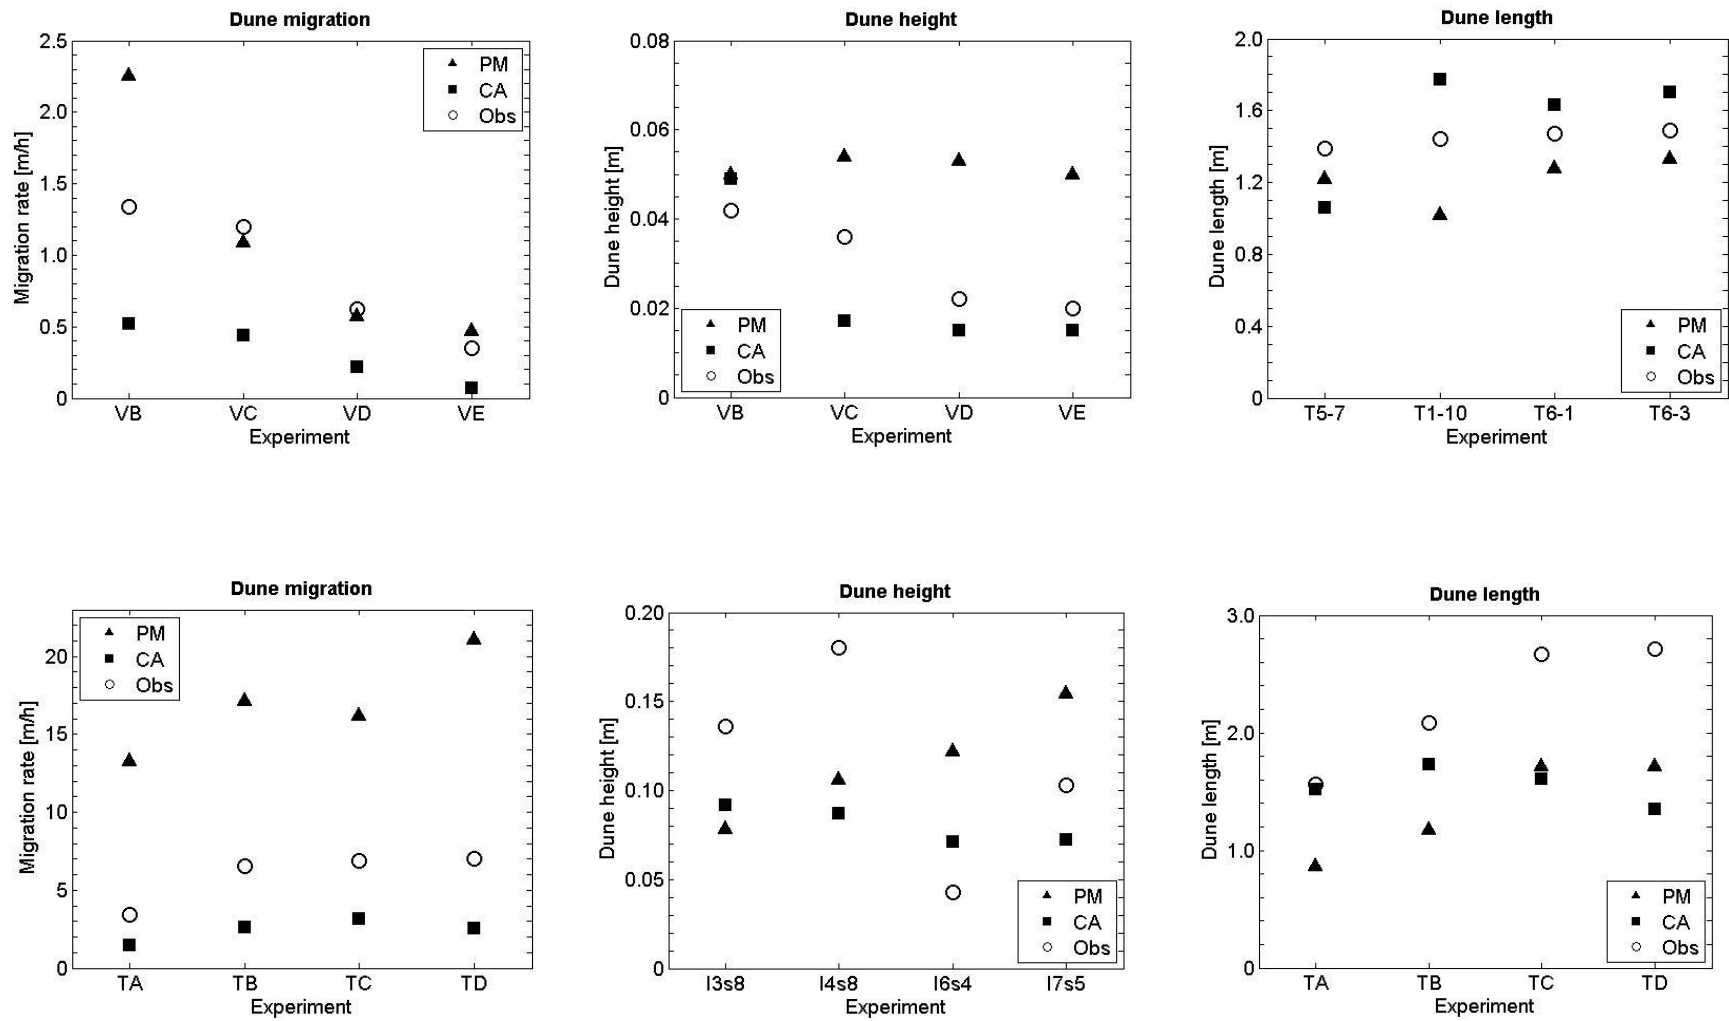 Dune migration
2.5
2.0
1.5
1.0
0.5
0
Migration rate [m/h]
PM
CA
Obs
VB VC VD VE
Experiment
Dune height
0.08
0.06
0.04
0.02
0
Dune height [m]
PM
CA
Obs
VB VC VD VE
Experiment
Dune length
2.0
1.6
1.2
0.8
0.4
0
Dune length [m]
PM
CA
Obs
T5-7 T1-10 T6-1 T6-3
Experiment
Dune migration
20
15
10
5
0
Migration rate [m/h]
PM
CA
Obs
TA TB TC TD
Experiment
Dune height
0.20
0.15
0.10
0.05
0
Dune height [m]
PM
CA
Obs
I3s8 I4s8 I6s4 I7s5
Experiment
Dune length
3.0
2.0
1.0
0
Dune length [m]
PM
CA
Obs
TA TB TC TD
Experiment